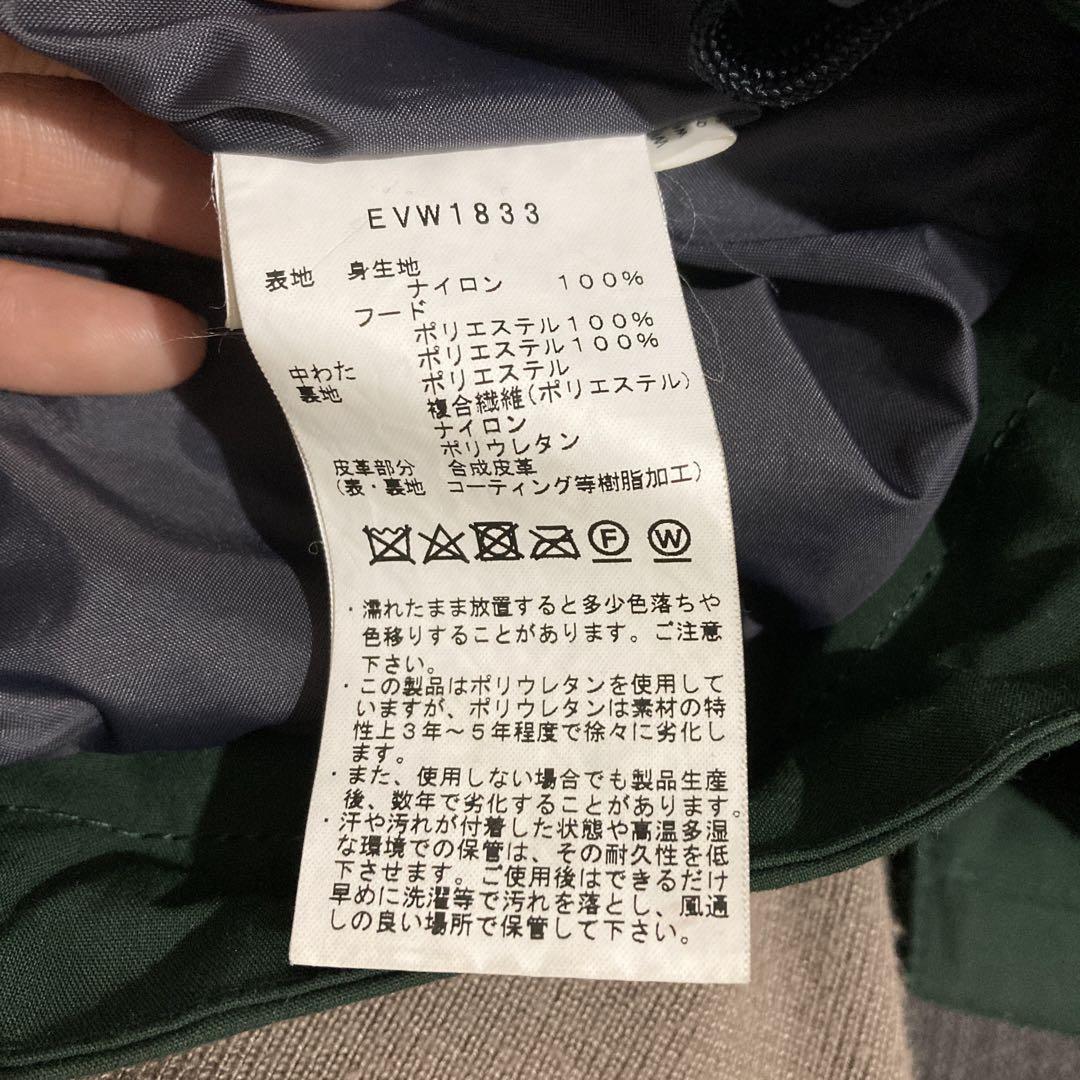 EVW1833
表地 身生地
ナイロン 100%
フード
ポリエステル100%
中わた ポリエステル100%
裏地 ポリエステル
複合繊維(ポリエステル)
ナイロン
ポリウレタン
皮革部分 合成皮革
(表・裏地 コーティング等樹脂加工)
F W
・濡れたまま放置すると多少色落ちや
色移りすることがあります。ご注意
下さい。
・この製品はポリウレタンを使用して
いますが、ポリウレタンは素材の特
性上3年～5年程度で徐々に劣化し
ます。
・また、使用しない場合でも製品生産
後、数年で劣化することがあります。
・汗や汚れが付着した状態や高温多湿
な環境での保管は、その耐久性を低
下させます。ご使用後はできるだけ
早めに洗濯等で汚れを落とし、風通
しの良い場所で保管して下さい。